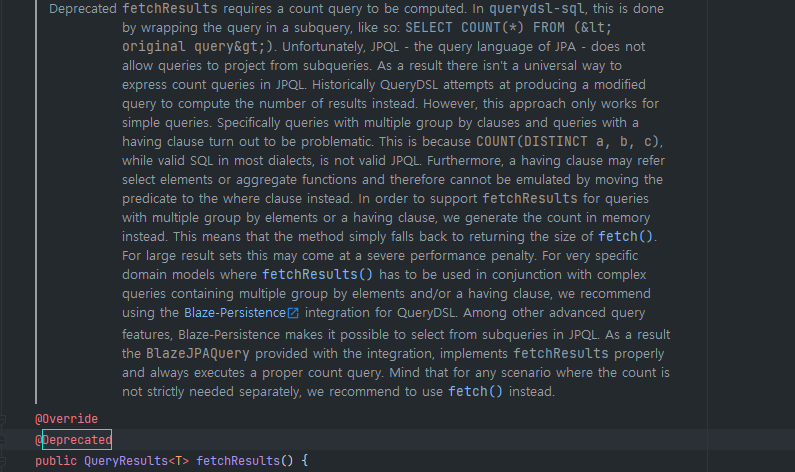 Deprecated fetchResults requires a count query to be computed. In querydsl-sql, this is done
by wrapping the query in a subquery, like so: SELECT COUNT(*) FROM (&lt;
original query&gt;). Unfortunately, JPQL - the query language of JPA - does not
allow queries to project from subqueries. As a result there isn't a universal way to
express count queries in JPQL. Historically QueryDSL attempts at producing a modified
query to compute the number of results instead. However, this approach only works for
simple queries. Specifically queries with multiple group by clauses and queries with a
having clause turn out to be problematic. This is because COUNT(DISTINCT a, b, c),
while valid SQL in most dialects, is not valid JPQL. Furthermore, a having clause may refer
select elements or aggregate functions and therefore cannot be emulated by moving the
predicate to the where clause instead. In order to support fetchResults for queries
with multiple group by elements or a having clause, we generate the count in memory
instead. This means that the method simply falls back to returning the size of fetch().
For large result sets this may come at a severe performance penalty. For very specific
domain models where fetchResults() has to be used in conjunction with complex
queries containing multiple group by elements and/or a having clause, we recommend
using the Blaze-Persistence integration for QueryDSL. Among other advanced query
features, Blaze-Persistence makes it possible to select from subqueries in JPQL. As a result
the BlazeJPAQuery provided with the integration, implements fetchResults properly
and always executes a proper count query. Mind that for any scenario where the count is
not strictly needed separately, we recommend to use fetch() instead.
@Override
@Deprecated
public QueryResults<T> fetchResults() {